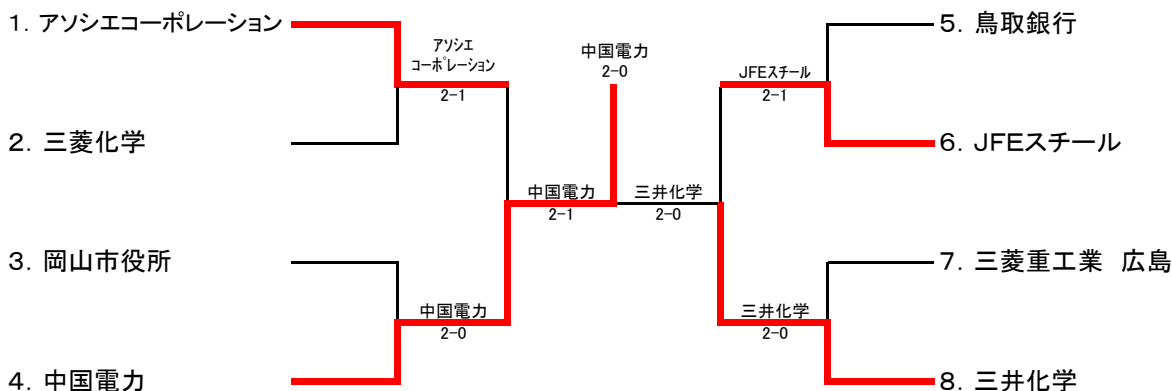 1. アソシエコーポレーション
アソシエ
コーポレーション
2-1
2. 三菱化学
3. 岡山市役所
中国電力
2-0
4. 中国電力
中国電力
2-1
中国電力
2-0
三井化学
2-0
5. 鳥取銀行
JFEスチール
2-1
6. JFEスチール
7. 三菱重工業　広島
三井化学
2-0
8. 三井化学